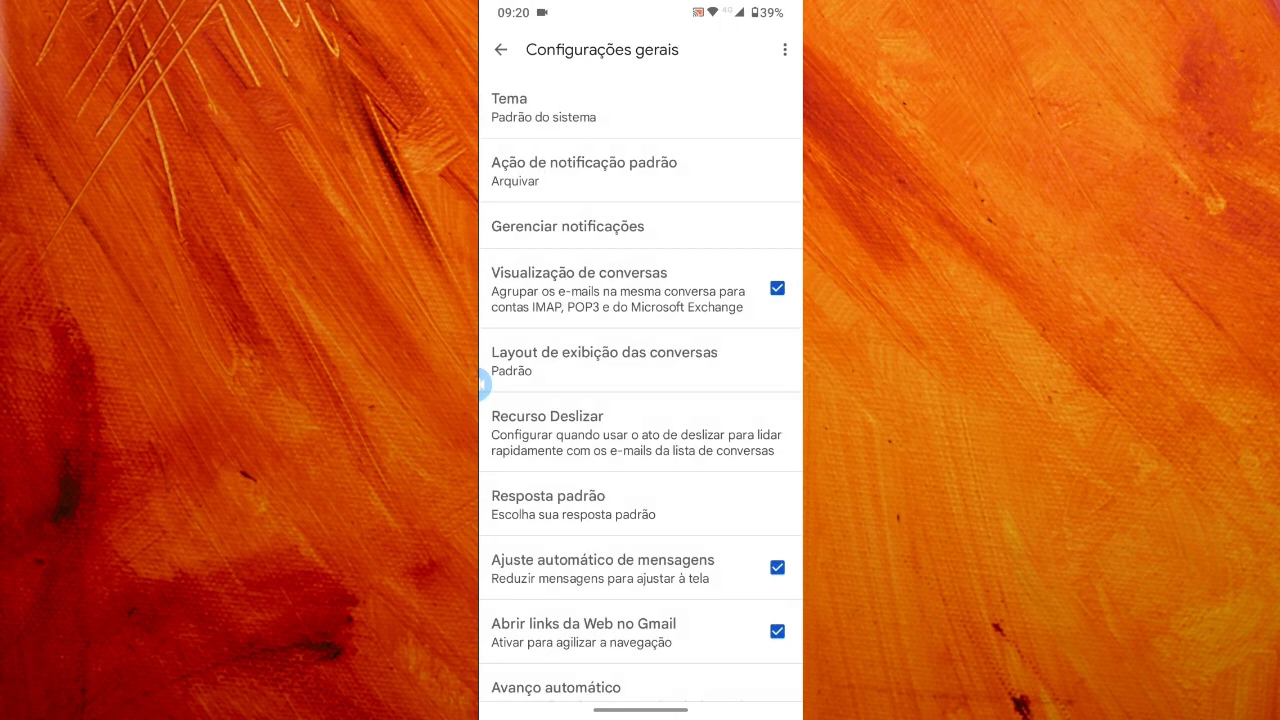 09:20
4G
39%
Configurações gerais
Tema
Padrão do sistema
Ação de notificação padrão
Arquivar
Gerenciar notificações
Visualização de conversas
Agrupar os e-mails na mesma conversa para
contas IMAP, POP3 e do Microsoft Exchange
Layout de exibição das conversas
Padrão
Recurso Deslizar
Configurar quando usar o ato de deslizar para lidar
rapidamente com os e-mails da lista de conversas
Resposta padrão
Escolha sua resposta padrão
Ajuste automático de mensagens
Reduzir mensagens para ajustar à tela
Abrir links da Web no Gmail
Ativar para agilizar a navegação
Avanço automático